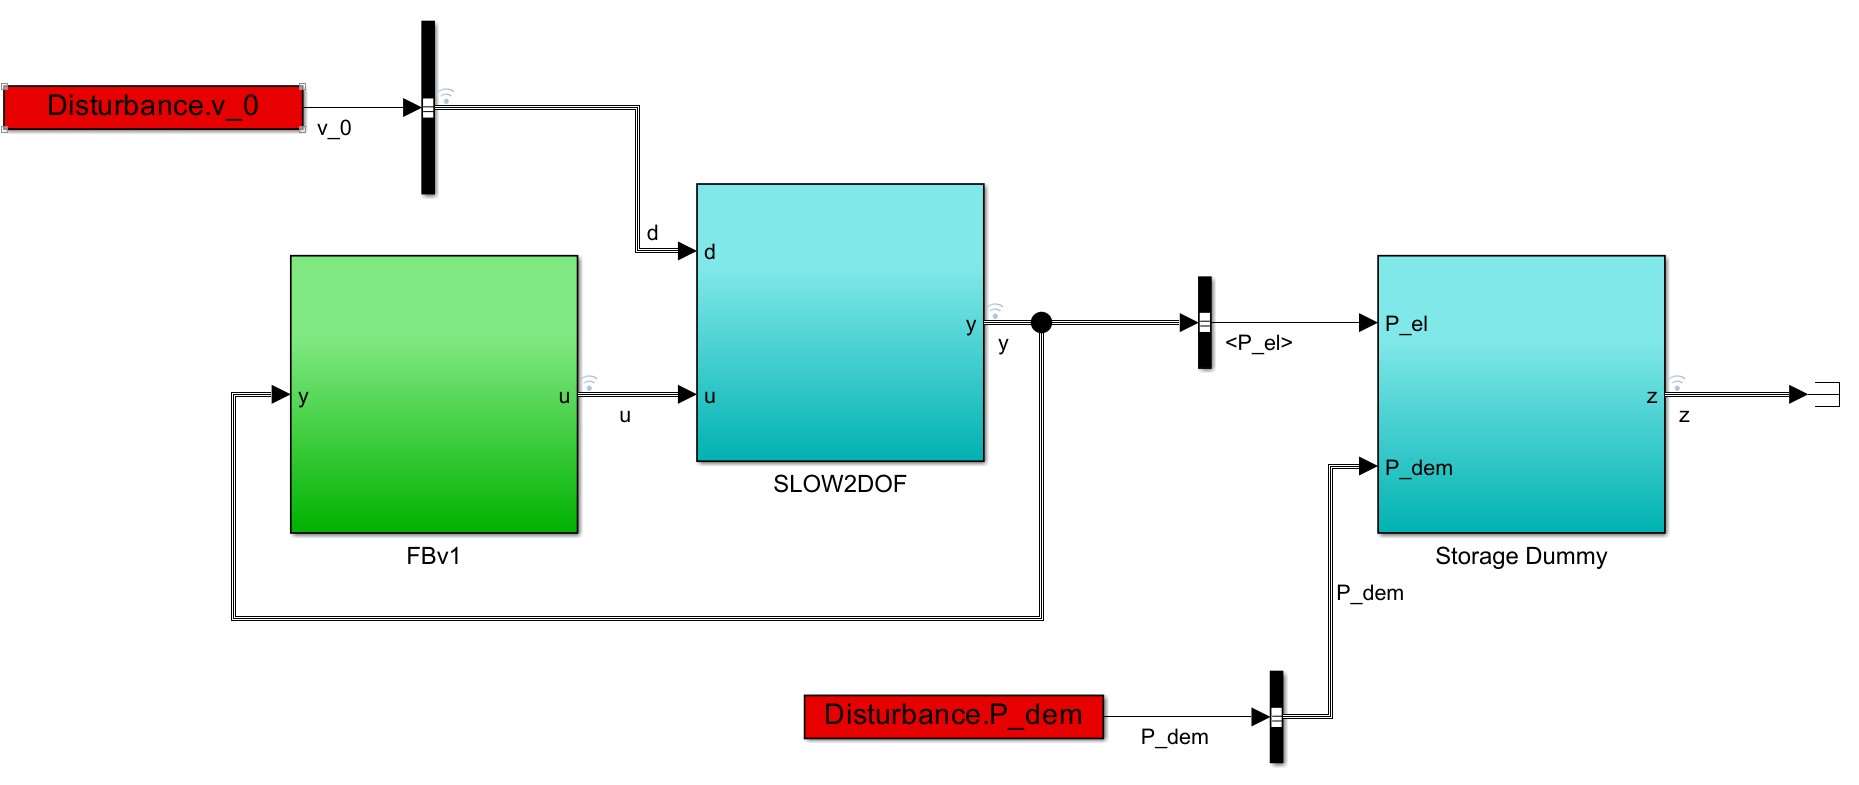 Disturbance.v_0
v_0
d
d
y
y
u
u
u
y
SLOW2DOF
FBv1
<P_el>
P_el
P_dem
z
z
Storage Dummy
P_dem
Disturbance.P_dem
P_dem